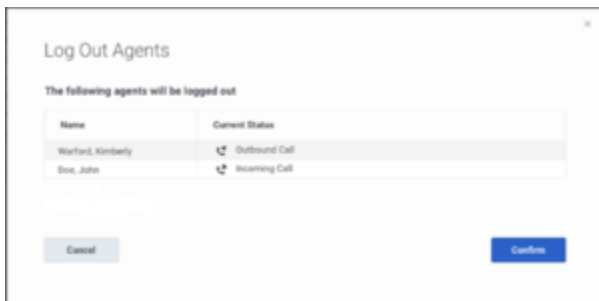 Log Out Agents
The following agents will be logged out
Name Current Status
Warford, Kimberly Outbound Call
Doe, John Incoming Call
Cancel Confirm